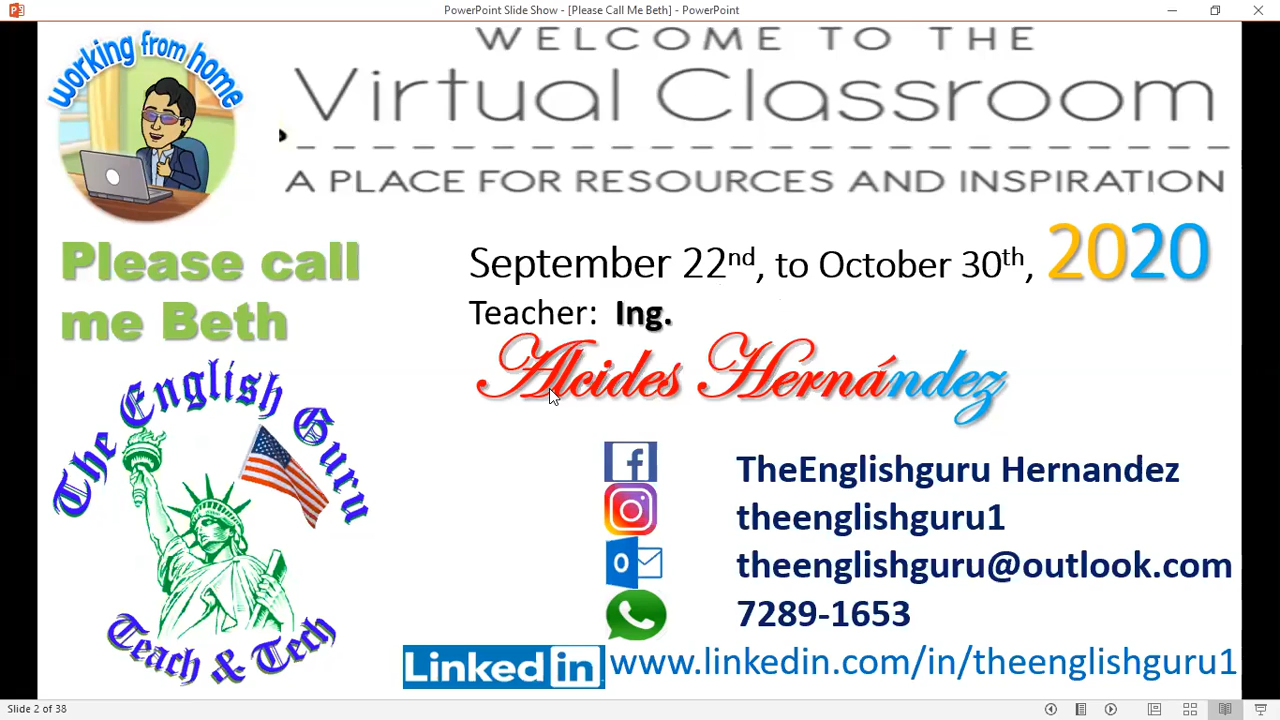 PowerPoint Slide Show - [Please Call Me Beth] - PowerPoint
working from home
WELCOME TO THE
Virtual Classroom
A PLACE FOR RESOURCES AND INSPIRATION
Please call
me Beth
September 22nd, to October 30th, 2020
Teacher: Ing.
Alcides Hernández
The English Guru
Teach & Tech
TheEnglishguru Hernandez
theenglishguru1
theenglishguru@outlook.com
7289-1653
Linked in www.linkedin.com/in/theenglishguru1
Slide 2 of 38